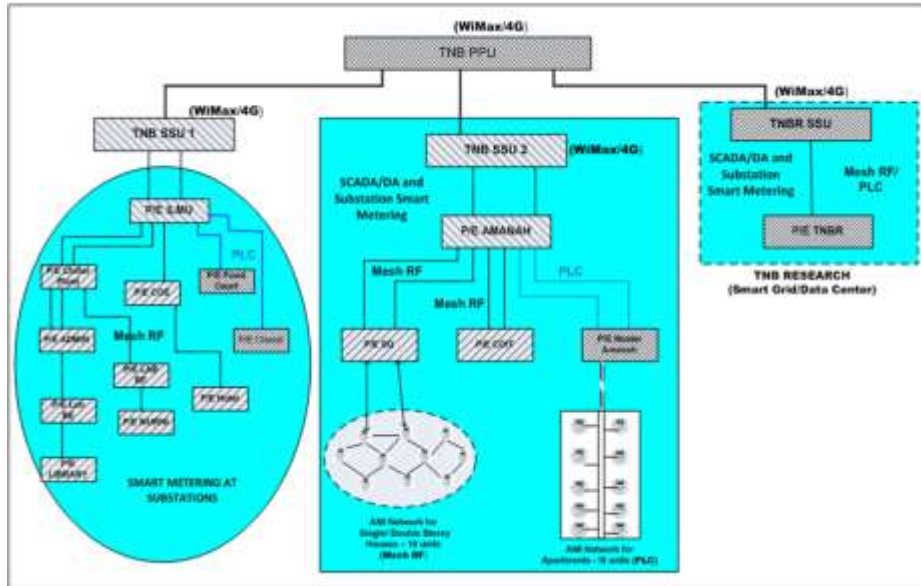 (WiMax/4G)
TNB PPU
(WiMax/4G)
TNB SSU 1
(WiMax/4G)
TNBR SSU
SCADA/DA and
Substation
Smart Metering
Mesh RF/
PLC
P/E TNBR
TNB RESEARCH
(Smart Grid/Data Center)
TNB SSU 2
(WiMax/4G)
SCADA/DA and
Substation Smart
Metering
P/E AMANAH
Mesh RF
PLC
Mesh RF
P/E COIT
Amanah
P/E ILMU
PLC
P/E COE
Court
P/E ADMIN
Mesh RF
LIBRARY
SMART METERING AT
SUBSTATIONS
AMI Network for
Single/Double Storey
Houses - 10 units
(Mesh RF)
AMI Network for
Apartments - 10 units (PLC)